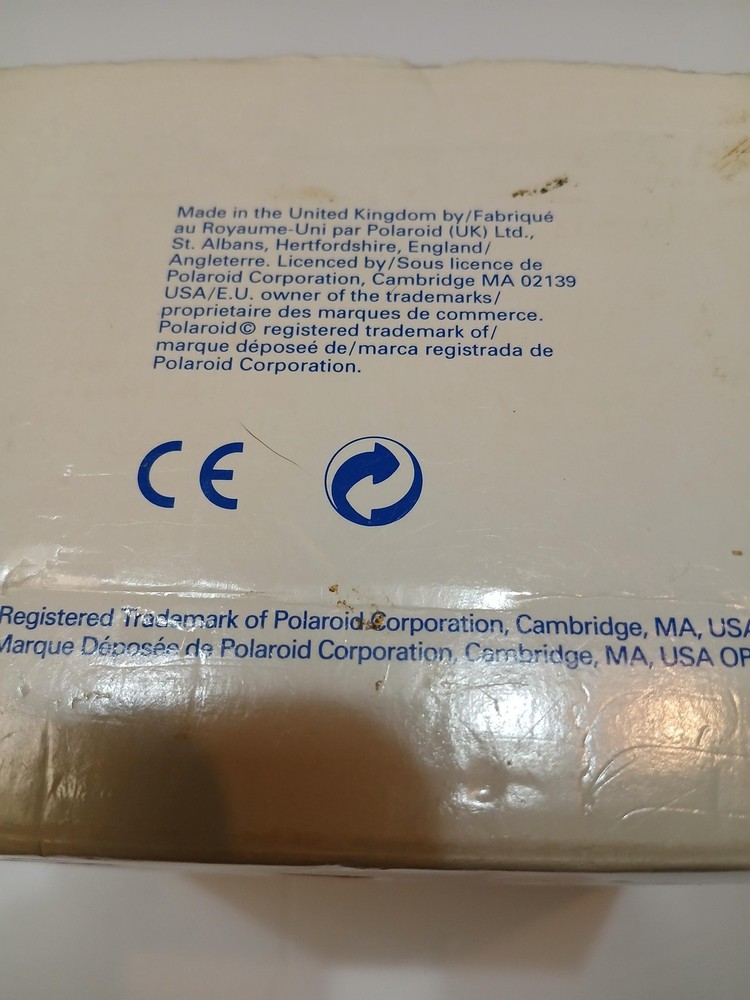 Made in the United Kingdom by/Fabriqué
au Royaume-Uni par Polaroid (UK) Ltd.,
St. Albans, Hertfordshire, England/
Angleterre. Licenced by/Sous licence de
Polaroid Corporation, Cambridge MA 02139
USA/E.U. owner of the trademarks/
proprietaire des marques de commerce.
Polaroid© registered trademark of/
marque déposeé de/marca registrada de
Polaroid Corporation.
CE
Registered Trademark of Polaroid Corporation, Cambridge, MA, USA
Marque Déposée de Polaroid Corporation, Cambridge, MA, USA OP